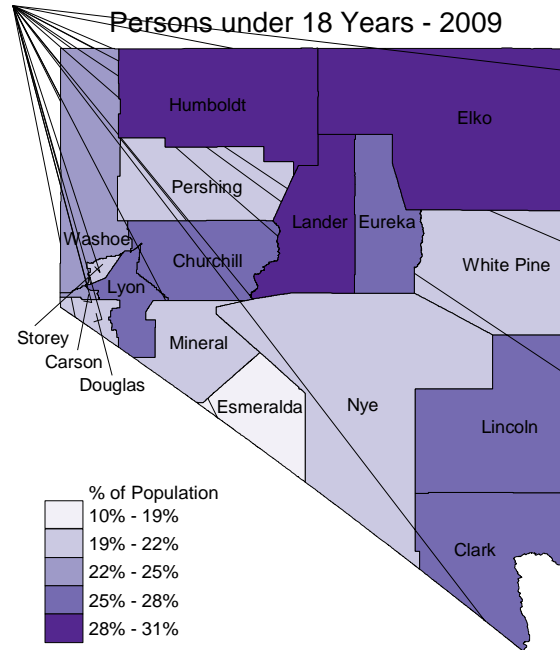 Persons under 18 Years - 2009
Humboldt
Elko
Pershing
Lander
Eureka
Washoe
Churchill
White Pine
Lyon
Storey
Mineral
Carson
Douglas
Esmeralda
Nye
Lincoln
% of Population
10% - 19%
19% - 22%
22% - 25%
25% - 28%
28% - 31%
Clark